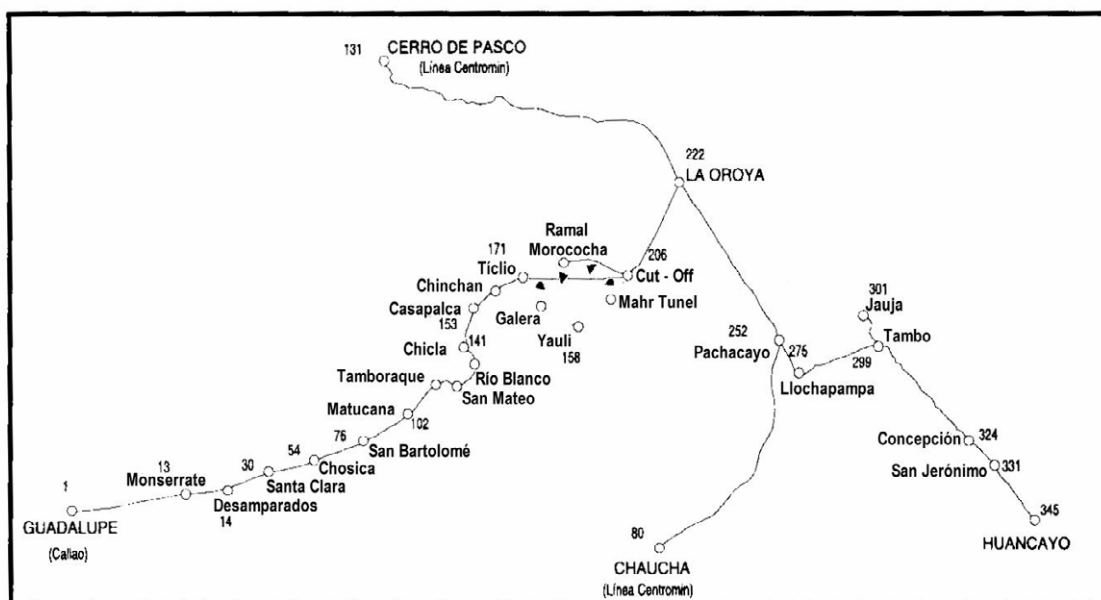 131
CERRO DE PASCO
(Línea Centromin)
222
LA OROYA
Ramal
Morococha
171
Ticlio
206
Cut - Off
Chinchan
301
Jauja
Mahr Tunel
Casapalca
153
Galera
252
Pachacayo
Tambo
Yauli
158
141
Chicla
275
299
Tamboraque
Río Blanco
San Mateo
Llochapampa
Matucana
102
Concepción
324
76
San Bartolomé
54
Chosica
San Jerónimo
331
30
Santa Clara
13
Monserrate
1
Desamparados
14
345
GUADALUPE
(Callao)
80
HUANCAYO
CHAUCHA
(Línea Centromin)